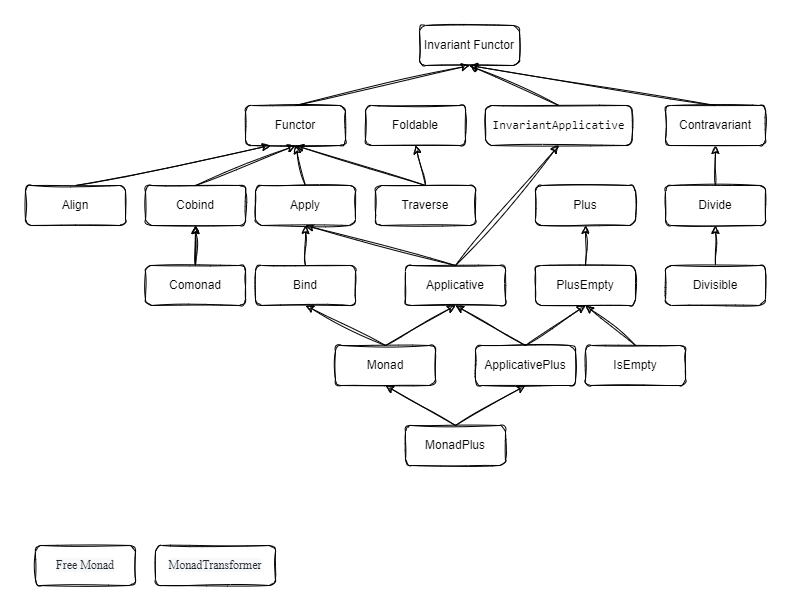 Invariant Functor
Functor
Foldable
InvariantApplicative
Contravariant
Align
Cobind
Apply
Traverse
Plus
Divide
Comonad
Bind
Applicative
PlusEmpty
Divisible
Monad
ApplicativePlus
IsEmpty
MonadPlus
Free Monad
MonadTransformer